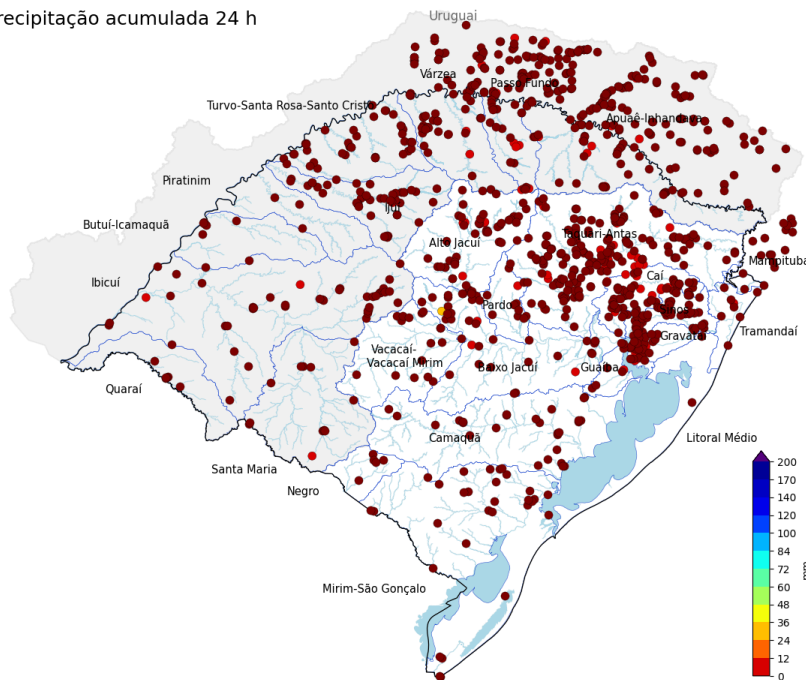 recipitação acumulada 24 h
Uruguai
Várzea
Passo Fundo
Turvo-Santa Rosa-Santo Cristo
Apuaê-Inhandava
Piratinim
Ijuí
Butuí-Icamaquã
Taquari-Antas
Alto Jacuí
Mampituba
Ibicuí
Caí
Pardo
Sinos
Gravataí
Tramandaí
Vacacaí-
Vacacaí Mirim
Baixo Jacuí
Guaíba
Quaraí
Camaquã
Litoral Médio
Santa Maria
Negro
Mirim-São Gonçalo
200
170
140
120
100
84
72
60
48
36
24
12
0
mm